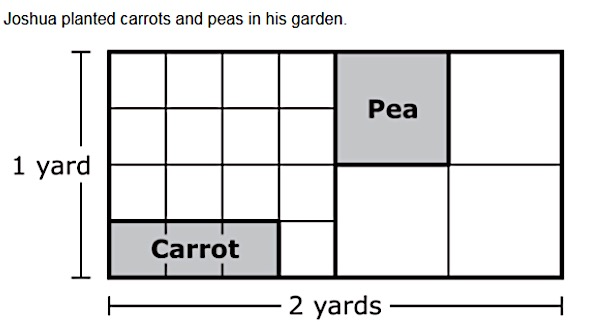 Joshua planted carrots and peas in his garden.
Pea
1 yard
Carrot
2 yards